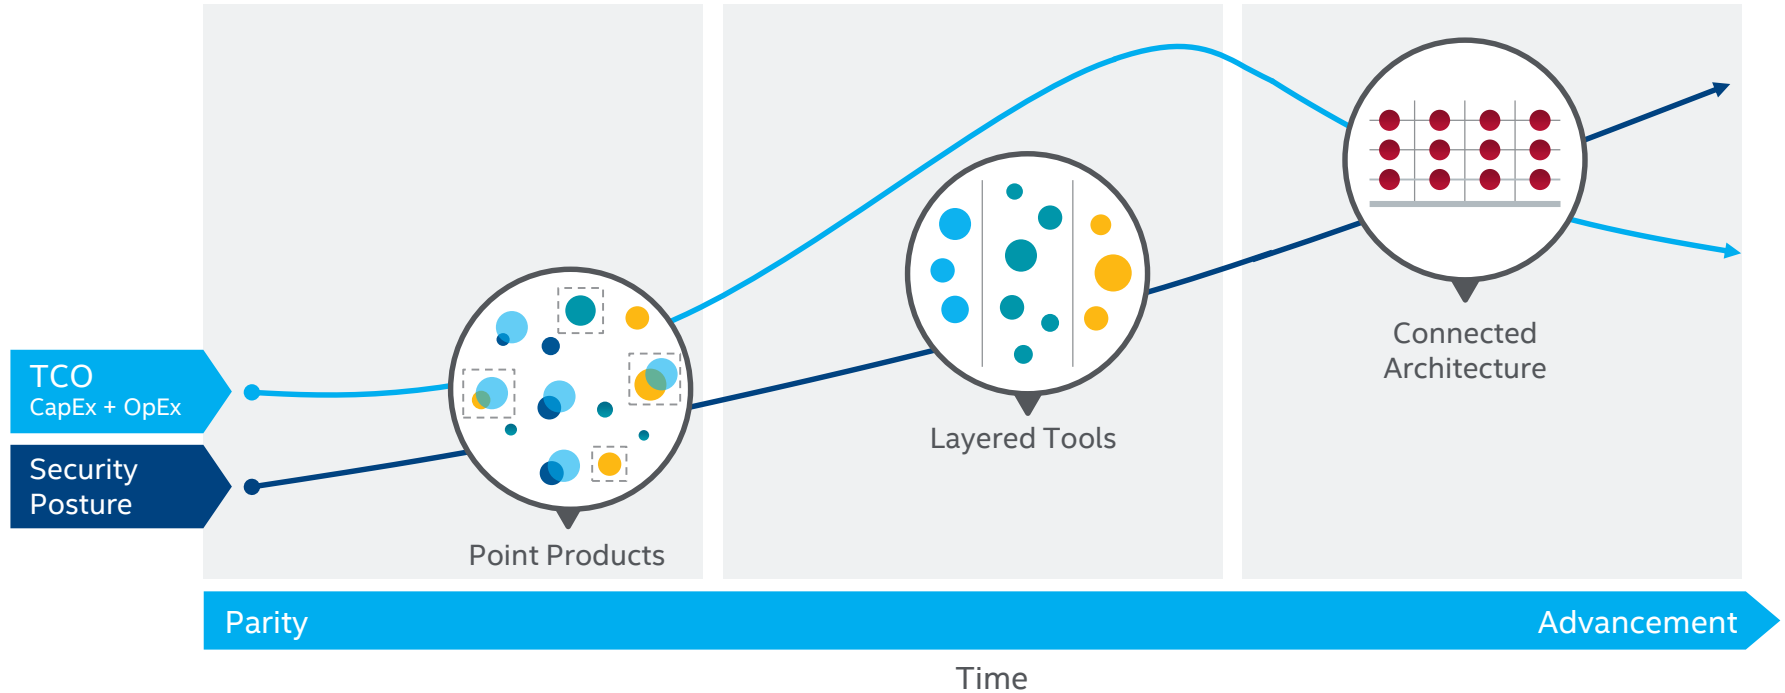 TCO
CapEx + OpEx
Security
Posture
Point Products
Layered Tools
Connected
Architecture
Parity
Advancement
Time